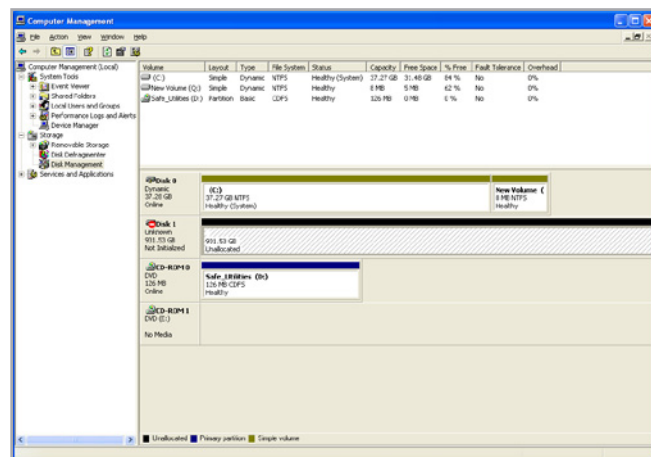 Computer Management
File Action View Window Help
Computer Management (Local)
System Tools
Event Viewer
Shared Folders
Local Users and Groups
Performance Logs and Alerts
Device Manager
Storage
Removable Storage
Disk Defragmenter
Disk Management
Services and Applications
Volume Layout Type File System Status Capacity Free Space % Free Fault Tolerance Overhead
(C:) Simple Dynamic NTFS Healthy (System) 37.27 GB 31.48 GB 84 % No 0%
New Volume (Q:) Simple Dynamic NTFS Healthy 8 MB 5 MB 62 % No 0%
Safe_Utilities (D:) Partition Basic CDFS Healthy 126 MB 0 MB 0 % No 0%
Disk 0
Dynamic
37.28 GB
Online
(C:)
37.27 GB NTFS
Healthy (System)
New Volume (
8 MB NTFS
Healthy
Disk 1
Unknown
931.53 GB
Not Initialized
931.53 GB
Unallocated
CD-ROM 0
DVD
126 MB
Online
Safe_Utilities (D:)
126 MB CDFS
Healthy
CD-ROM 1
DVD (E:)
No Media
Unallocated Primary partition Simple volume